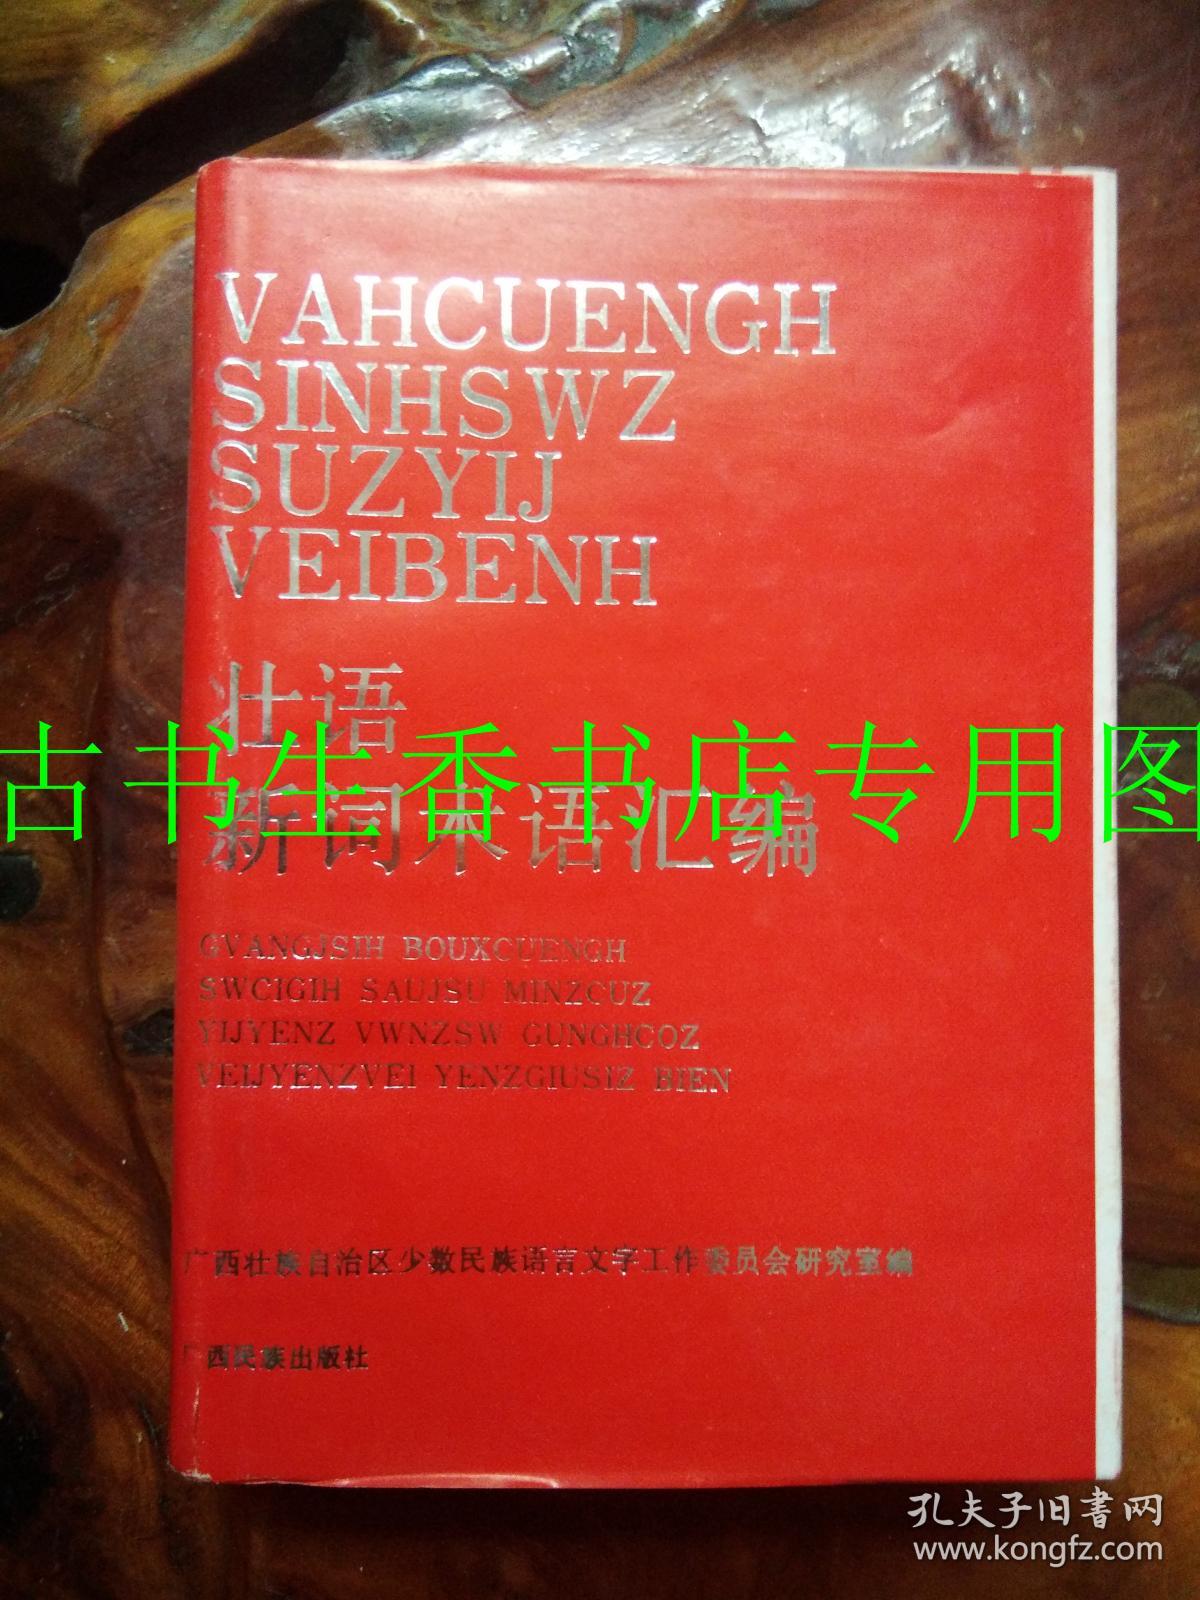 VAHCUENGH
SINHSWZ
SUZYIJ
VEIBENH
壮语
古书生香书店专用图
新词术语汇编
GVANGJSIH BOUXCUENGH
SWCIGIH SAUJSU MINZCUZ
YIJYENZ VWNZSW GUNGHCOZ
VEIJYENZVEI YENZGIUSIZ BIEN
广西壮族自治区少数民族语言文字工作委员会研究室编
广西民族出版社
孔夫子旧书网
www.kongfz.com